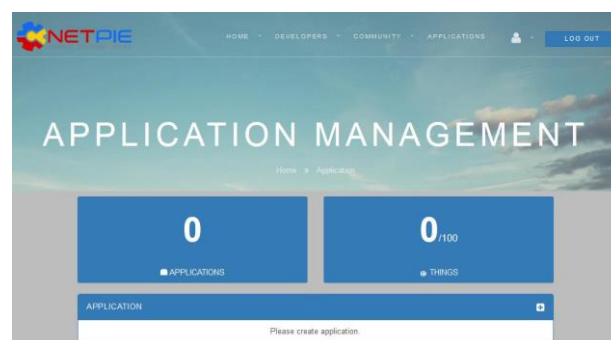 NETPIE
HOME DEVELOPERS COMMUNITY APPLICATIONS LOG OUT
APPLICATION MANAGEMENT
Home » Application
0
APPLICATIONS
0/100
THINGS
APPLICATION
Please create application.